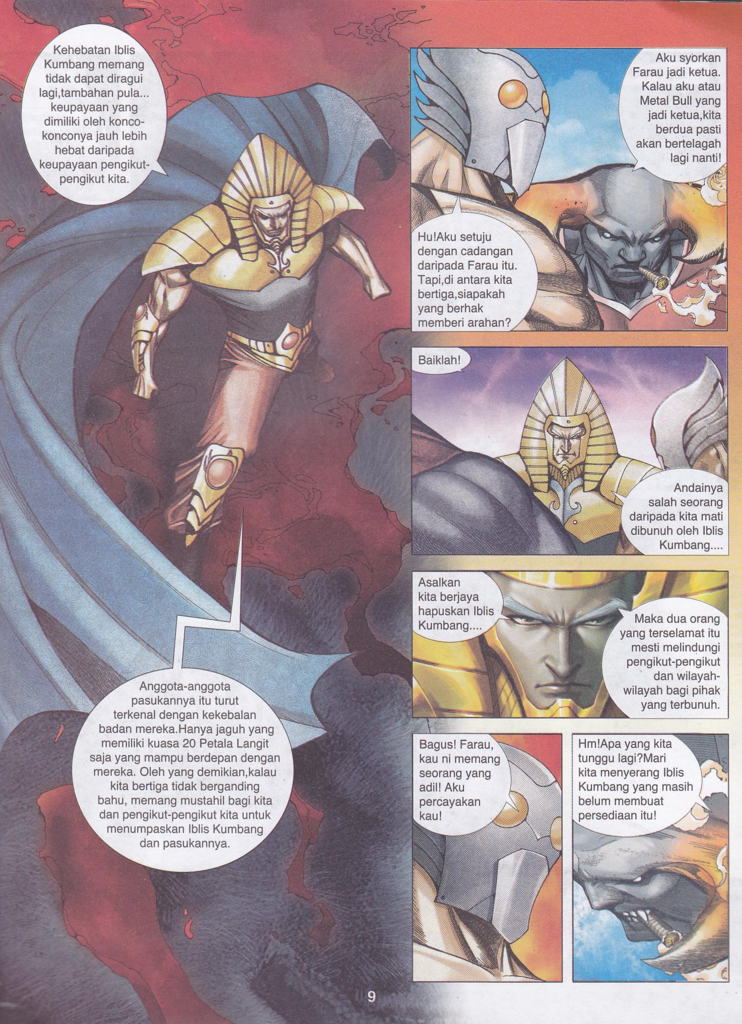 Kehebatan Iblis
Kumbang memang
tidak dapat diragui
lagi,tambahan pula...
keupayaan yang
dimiliki oleh konco-
konconya jauh lebih
hebat daripada
keupayaan pengikut-
pengikut kita.
Anggota-anggota
pasukannya itu turut
terkenal dengan kekebalan
badan mereka.Hanya jaguh yang
memiliki kuasa 20 Petala Langit
saja yang mampu berdepan dengan
mereka. Oleh yang demikian,kalau
kita bertiga tidak berganding
bahu, memang mustahil bagi kita
dan pengikut-pengikut kita untuk
menumpaskan Iblis Kumbang
dan pasukannya.
Aku syorkan
Farau jadi ketua.
Kalau aku atau
Metal Bull yang
jadi ketua,kita
berdua pasti
akan bertelagah
lagi nanti!
Hu!Aku setuju
dengan cadangan
daripada Farau itu.
Tapi,di antara kita
bertiga,siapakah
yang berhak
memberi arahan?
Baiklah!
Andainya
salah seorang
daripada kita mati
dibunuh oleh Iblis
Kumbang....
Asalkan
kita berjaya
hapuskan Iblis
Kumbang....
Maka dua orang
yang terselamat itu
mesti melindungi
pengikut-pengikut
dan wilayah-
wilayah bagi pihak
yang terbunuh.
Bagus! Farau,
kau ni memang
seorang yang
adil! Aku
percayakan
kau!
Hm!Apa yang kita
tunggu lagi?Mari
kita menyerang Iblis
Kumbang yang masih
belum membuat
persediaan itu!
9